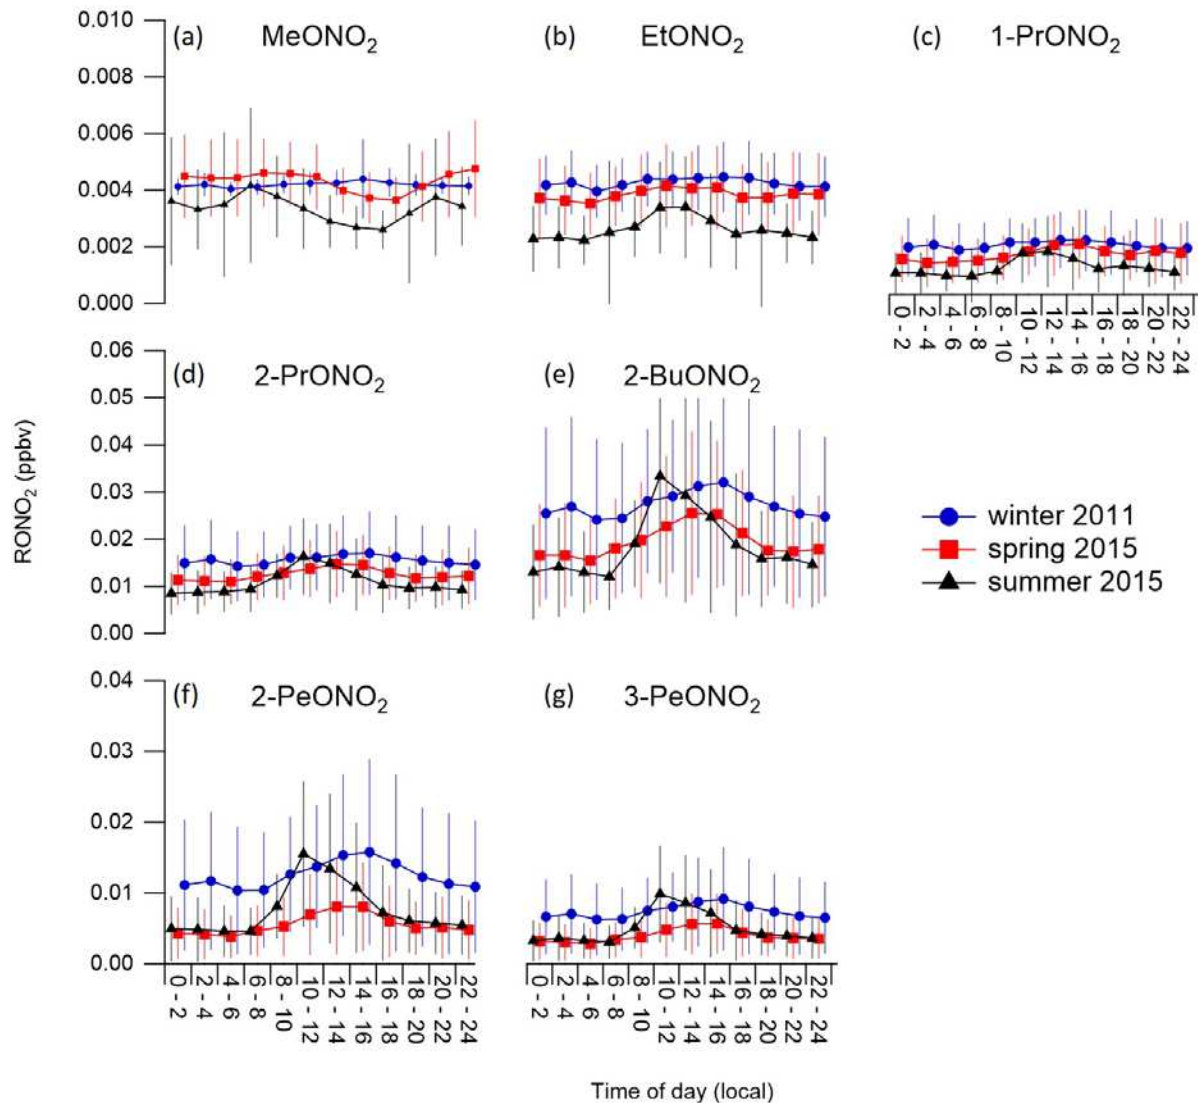 (a) MeONO2
(b) EtONO2
(c) 1-PrONO2
0.010
0.008
0.006
0.004
0.002
0.000
0 - 2
2 - 4
4 - 6
6 - 8
8 - 10
10 - 12
12 - 14
14 - 16
16 - 18
18 - 20
20 - 22
22 - 24
(d) 2-PrONO2
(e) 2-BuONO2
0.06
0.05
0.04
0.03
0.02
0.01
0.00
RONO2 (ppbv)
winter 2011
spring 2015
summer 2015
(f) 2-PeONO2
(g) 3-PeONO2
0.04
0.03
0.02
0.01
0.00
0 - 2
2 - 4
4 - 6
6 - 8
8 - 10
10 - 12
12 - 14
14 - 16
16 - 18
18 - 20
20 - 22
22 - 24
0 - 2
2 - 4
4 - 6
6 - 8
8 - 10
10 - 12
12 - 14
14 - 16
16 - 18
18 - 20
20 - 22
22 - 24
Time of day (local)